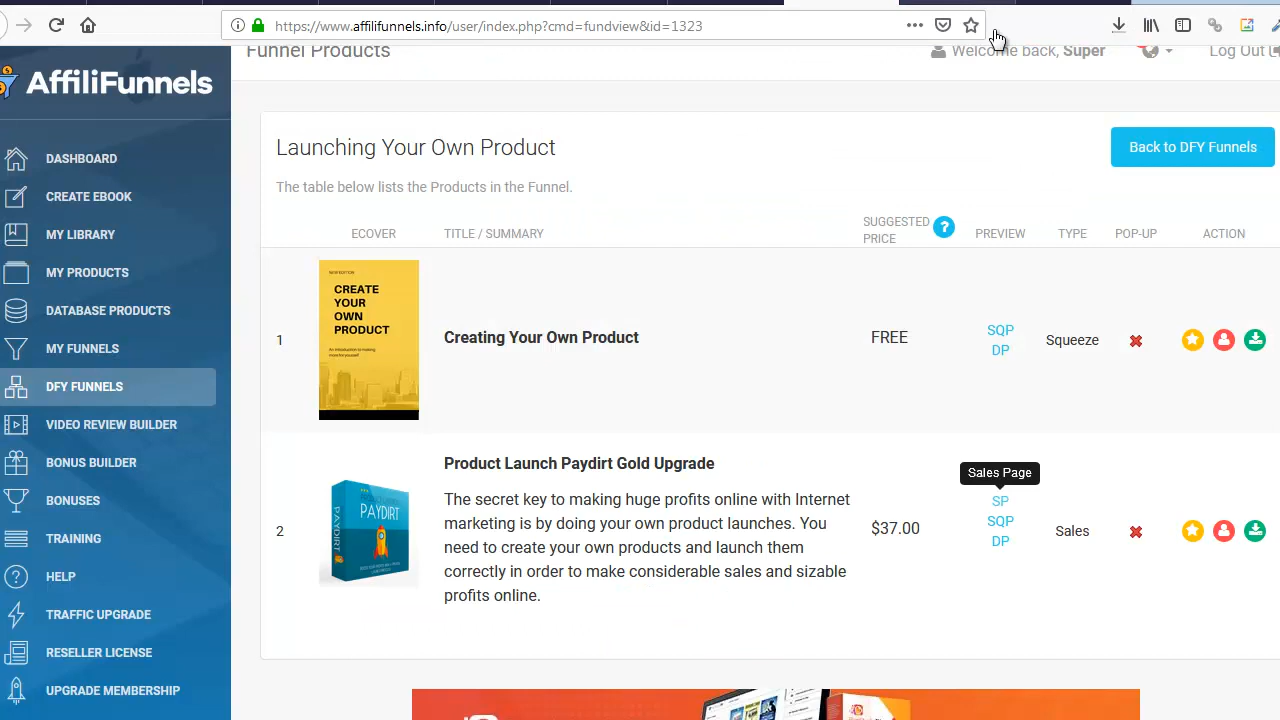 https://www.affilifunnels.info/user/index.php?cmd=fundview&id=1323
Funnel Products
Welcome back, Super
Log Out
AffiliFunnels
DASHBOARD
CREATE EBOOK
MY LIBRARY
MY PRODUCTS
DATABASE PRODUCTS
MY FUNNELS
DFY FUNNELS
VIDEO REVIEW BUILDER
BONUS BUILDER
BONUSES
TRAINING
HELP
TRAFFIC UPGRADE
RESELLER LICENSE
UPGRADE MEMBERSHIP
Launching Your Own Product
Back to DFY Funnels
The table below lists the Products in the Funnel.
ECOVER TITLE / SUMMARY SUGGESTED PRICE ? PREVIEW TYPE POP-UP ACTION
1
CREATE
YOUR
OWN
PRODUCT
Creating Your Own Product
FREE
SQP
DP
Squeeze
2
PAYDIRT
PAYDIRT
Product Launch Paydirt Gold Upgrade
The secret key to making huge profits online with Internet
marketing is by doing your own product launches. You
need to create your own products and launch them
correctly in order to make considerable sales and sizable
profits online.
$37.00
Sales Page
SP
SQP
DP
Sales